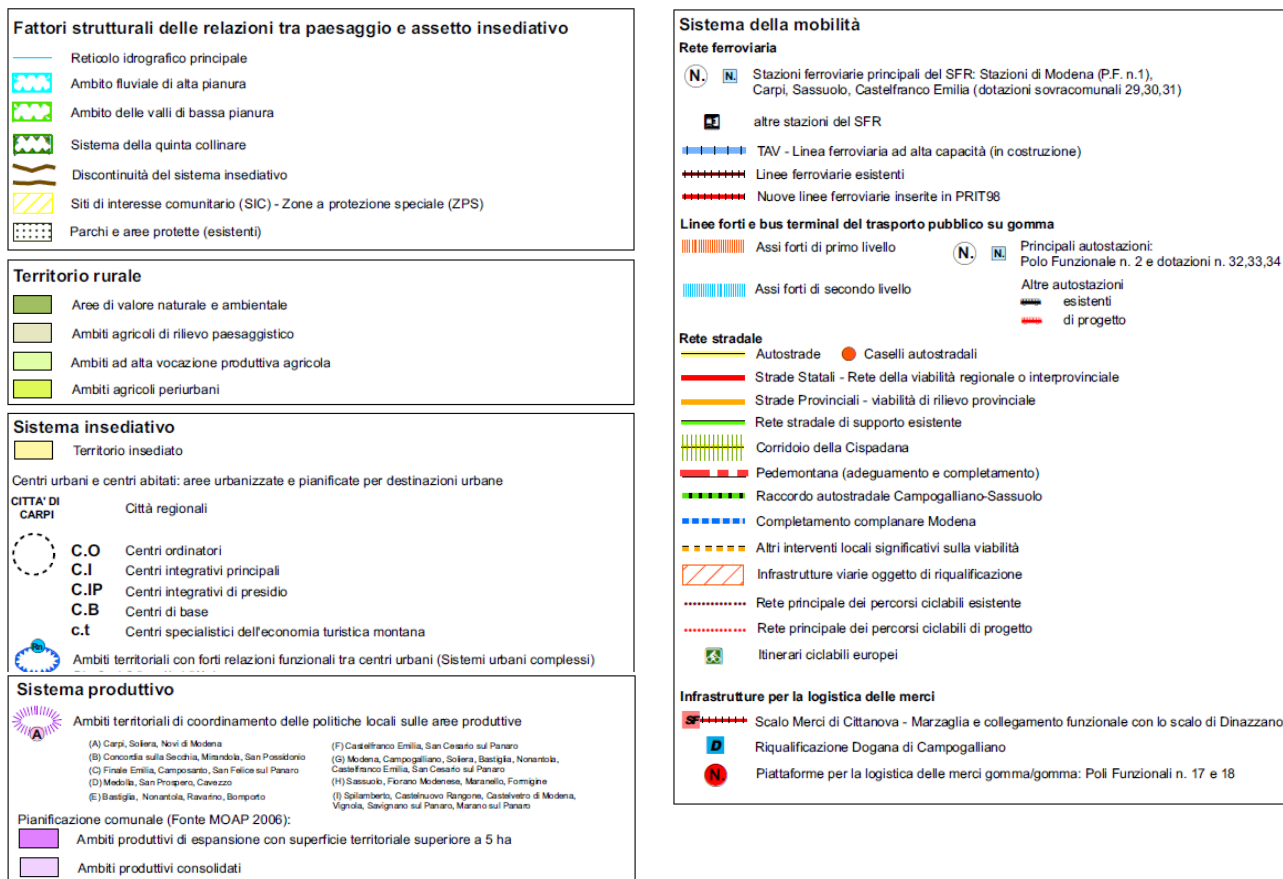 Fattori strutturali delle relazioni tra paesaggio e assetto insediativo
Reticolo idrografico principale
Ambito fluviale di alta pianura
Ambito delle valli di bassa pianura
Sistema della quinta collinare
Discontinuità del sistema insediativo
Siti di interesse comunitario (SIC) - Zone a protezione speciale (ZPS)
Parchi e aree protette (esistenti)
Territorio rurale
Aree di valore naturale e ambientale
Ambiti agricoli di rilievo paesaggistico
Ambiti ad alta vocazione produttiva agricola
Ambiti agricoli periurbani
Sistema insediativo
Territorio insediato
Centri urbani e centri abitati: aree urbanizzate e pianificate per destinazioni urbane
CITTA' DI
CARPI
Città regionali
C.O Centri ordinatori
C.I Centri integrativi principali
C.IP Centri integrativi di presidio
C.B Centri di base
c.t Centri specialistici dell'economia turistica montana
Rn
Ambiti territoriali con forti relazioni funzionali tra centri urbani (Sistemi urbani complessi)
Sistema produttivo
A
Ambiti territoriali di coordinamento delle politiche locali sulle aree produttive
(A) Carpi, Soliera, Novi di Modena
(B) Concordia sulla Secchia, Mirandola, San Possidonio
(C) Finale Emilia, Camposanto, San Felice sul Panaro
(D) Medolla, San Prospero, Cavezzo
(E) Bastiglia, Nonantola, Ravarino, Bomporto
(F) Castelfranco Emilia, San Cesario sul Panaro
(G) Modena, Campogalliano, Soliera, Bastiglia, Nonantola,
Castelfranco Emilia, San Cesario sul Panaro
(H) Sassuolo, Fiorano Modenese, Maranello, Formigine
(I) Spilamberto, Castelnuovo Rangone, Castelvetro di Modena,
Vignola, Savignano sul Panaro, Marano sul Panaro
Pianificazione comunale (Fonte MOAP 2006):
Ambiti produttivi di espansione con superficie territoriale superiore a 5 ha
Ambiti produttivi consolidati
Sistema della mobilità
Rete ferroviaria
N. N. Stazioni ferroviarie principali del SFR: Stazioni di Modena (P.F. n.1),
Carpi, Sassuolo, Castelfranco Emilia (dotazioni sovracomunali 29,30,31)
altre stazioni del SFR
TAV - Linea ferroviaria ad alta capacità (in costruzione)
Linee ferroviarie esistenti
Nuove linee ferroviarie inserite in PRIT98
Linee forti e bus terminal del trasporto pubblico su gomma
Assi forti di primo livello
N. N. Principali autostazioni:
Polo Funzionale n. 2 e dotazioni n. 32,33,34
Assi forti di secondo livello
Altre autostazioni
esistenti
di progetto
Rete stradale
Autostrade Caselli autostradali
Strade Statali - Rete della viabilità regionale o interprovinciale
Strade Provinciali - viabilità di rilievo provinciale
Rete stradale di supporto esistente
Corridoio della Cispadana
Pedemontana (adeguamento e completamento)
Raccordo autostradale Campogalliano-Sassuolo
Completamento complanare Modena
Altri interventi locali significativi sulla viabilità
Infrastrutture viarie oggetto di riqualificazione
Rete principale dei percorsi ciclabili esistente
Rete principale dei percorsi ciclabili di progetto
Itinerari ciclabili europei
Infrastrutture per la logistica delle merci
SF Scalo Merci di Cittanova - Marzaglia e collegamento funzionale con lo scalo di Dinazzano
D Riqualificazione Dogana di Campogalliano
N. Piattaforme per la logistica delle merci gomma/gomma: Poli Funzionali n. 17 e 18